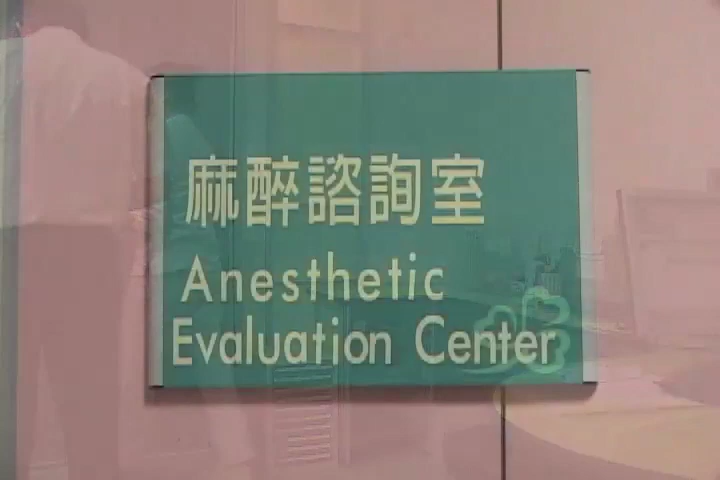 麻醉諮詢室
Anesthetic
Evaluation Center